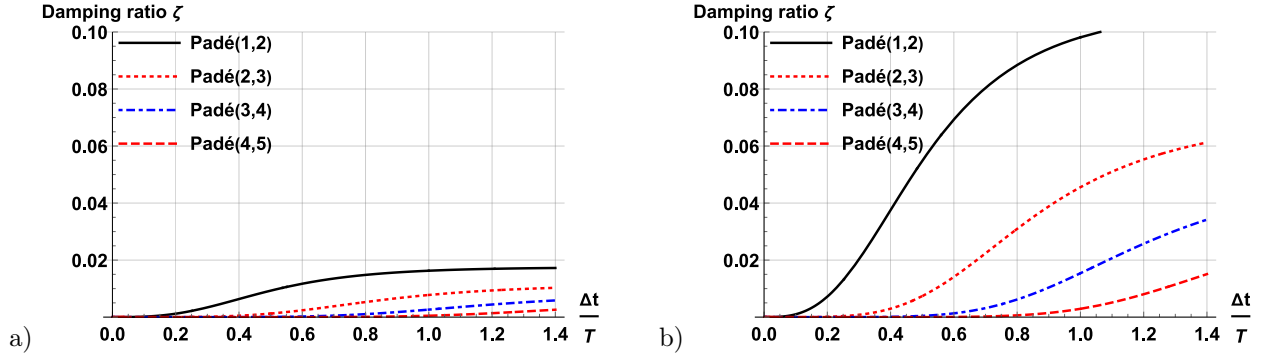 Damping ratio ζ
0.10
0.08
0.06
0.04
0.02
Padé(1,2)
Padé(2,3)
Padé(3,4)
Padé(4,5)
0.0 0.2 0.4 0.6 0.8 1.0 1.2 1.4
Δt
T
a)
Damping ratio ζ
0.10
0.08
0.06
0.04
0.02
Padé(1,2)
Padé(2,3)
Padé(3,4)
Padé(4,5)
0.0 0.2 0.4 0.6 0.8 1.0 1.2 1.4
Δt
T
b)